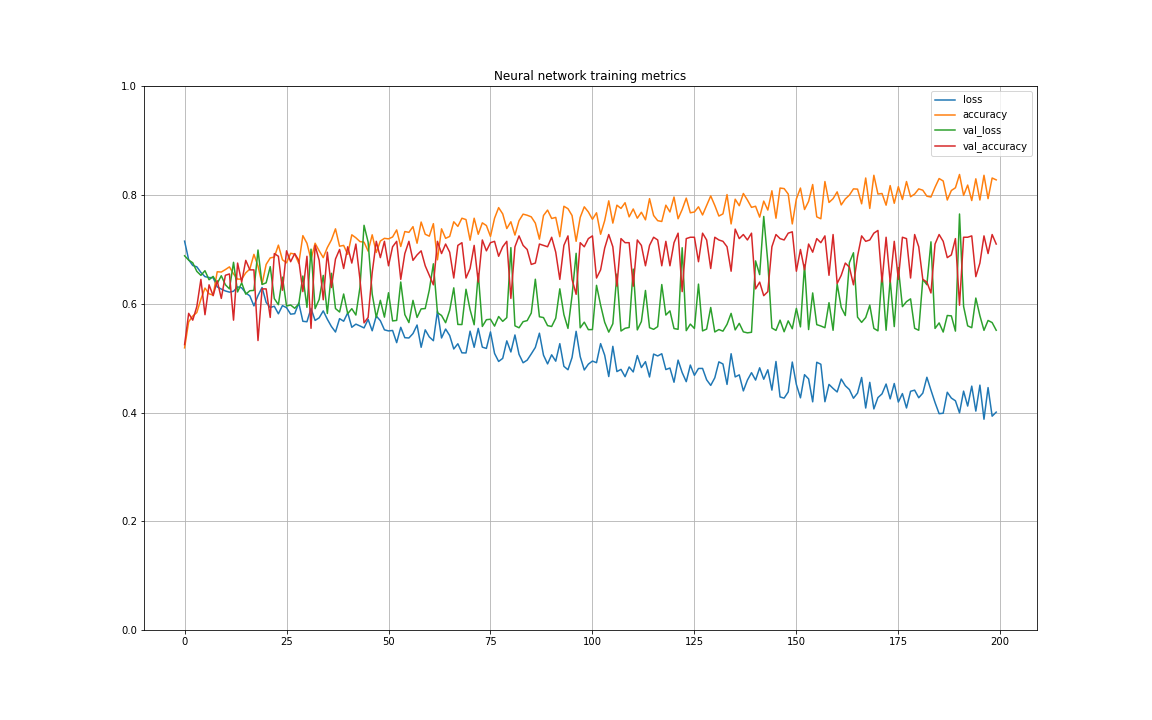 Neural network training metrics
1.0
0.8
0.6
0.4
0.2
0.0
0 25 50 75 100 125 150 175 200
loss
accuracy
val_loss
val_accuracy